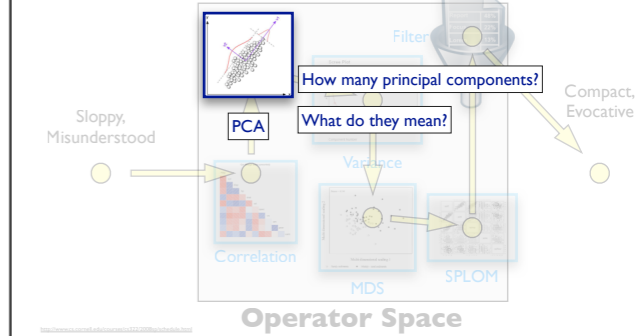 Filter
How many principal components?
What do they mean?
PCA
Variance
Sloppy,
Misunderstood
Compact,
Evocative
Correlation
MDS
SPLOM
Operator Space